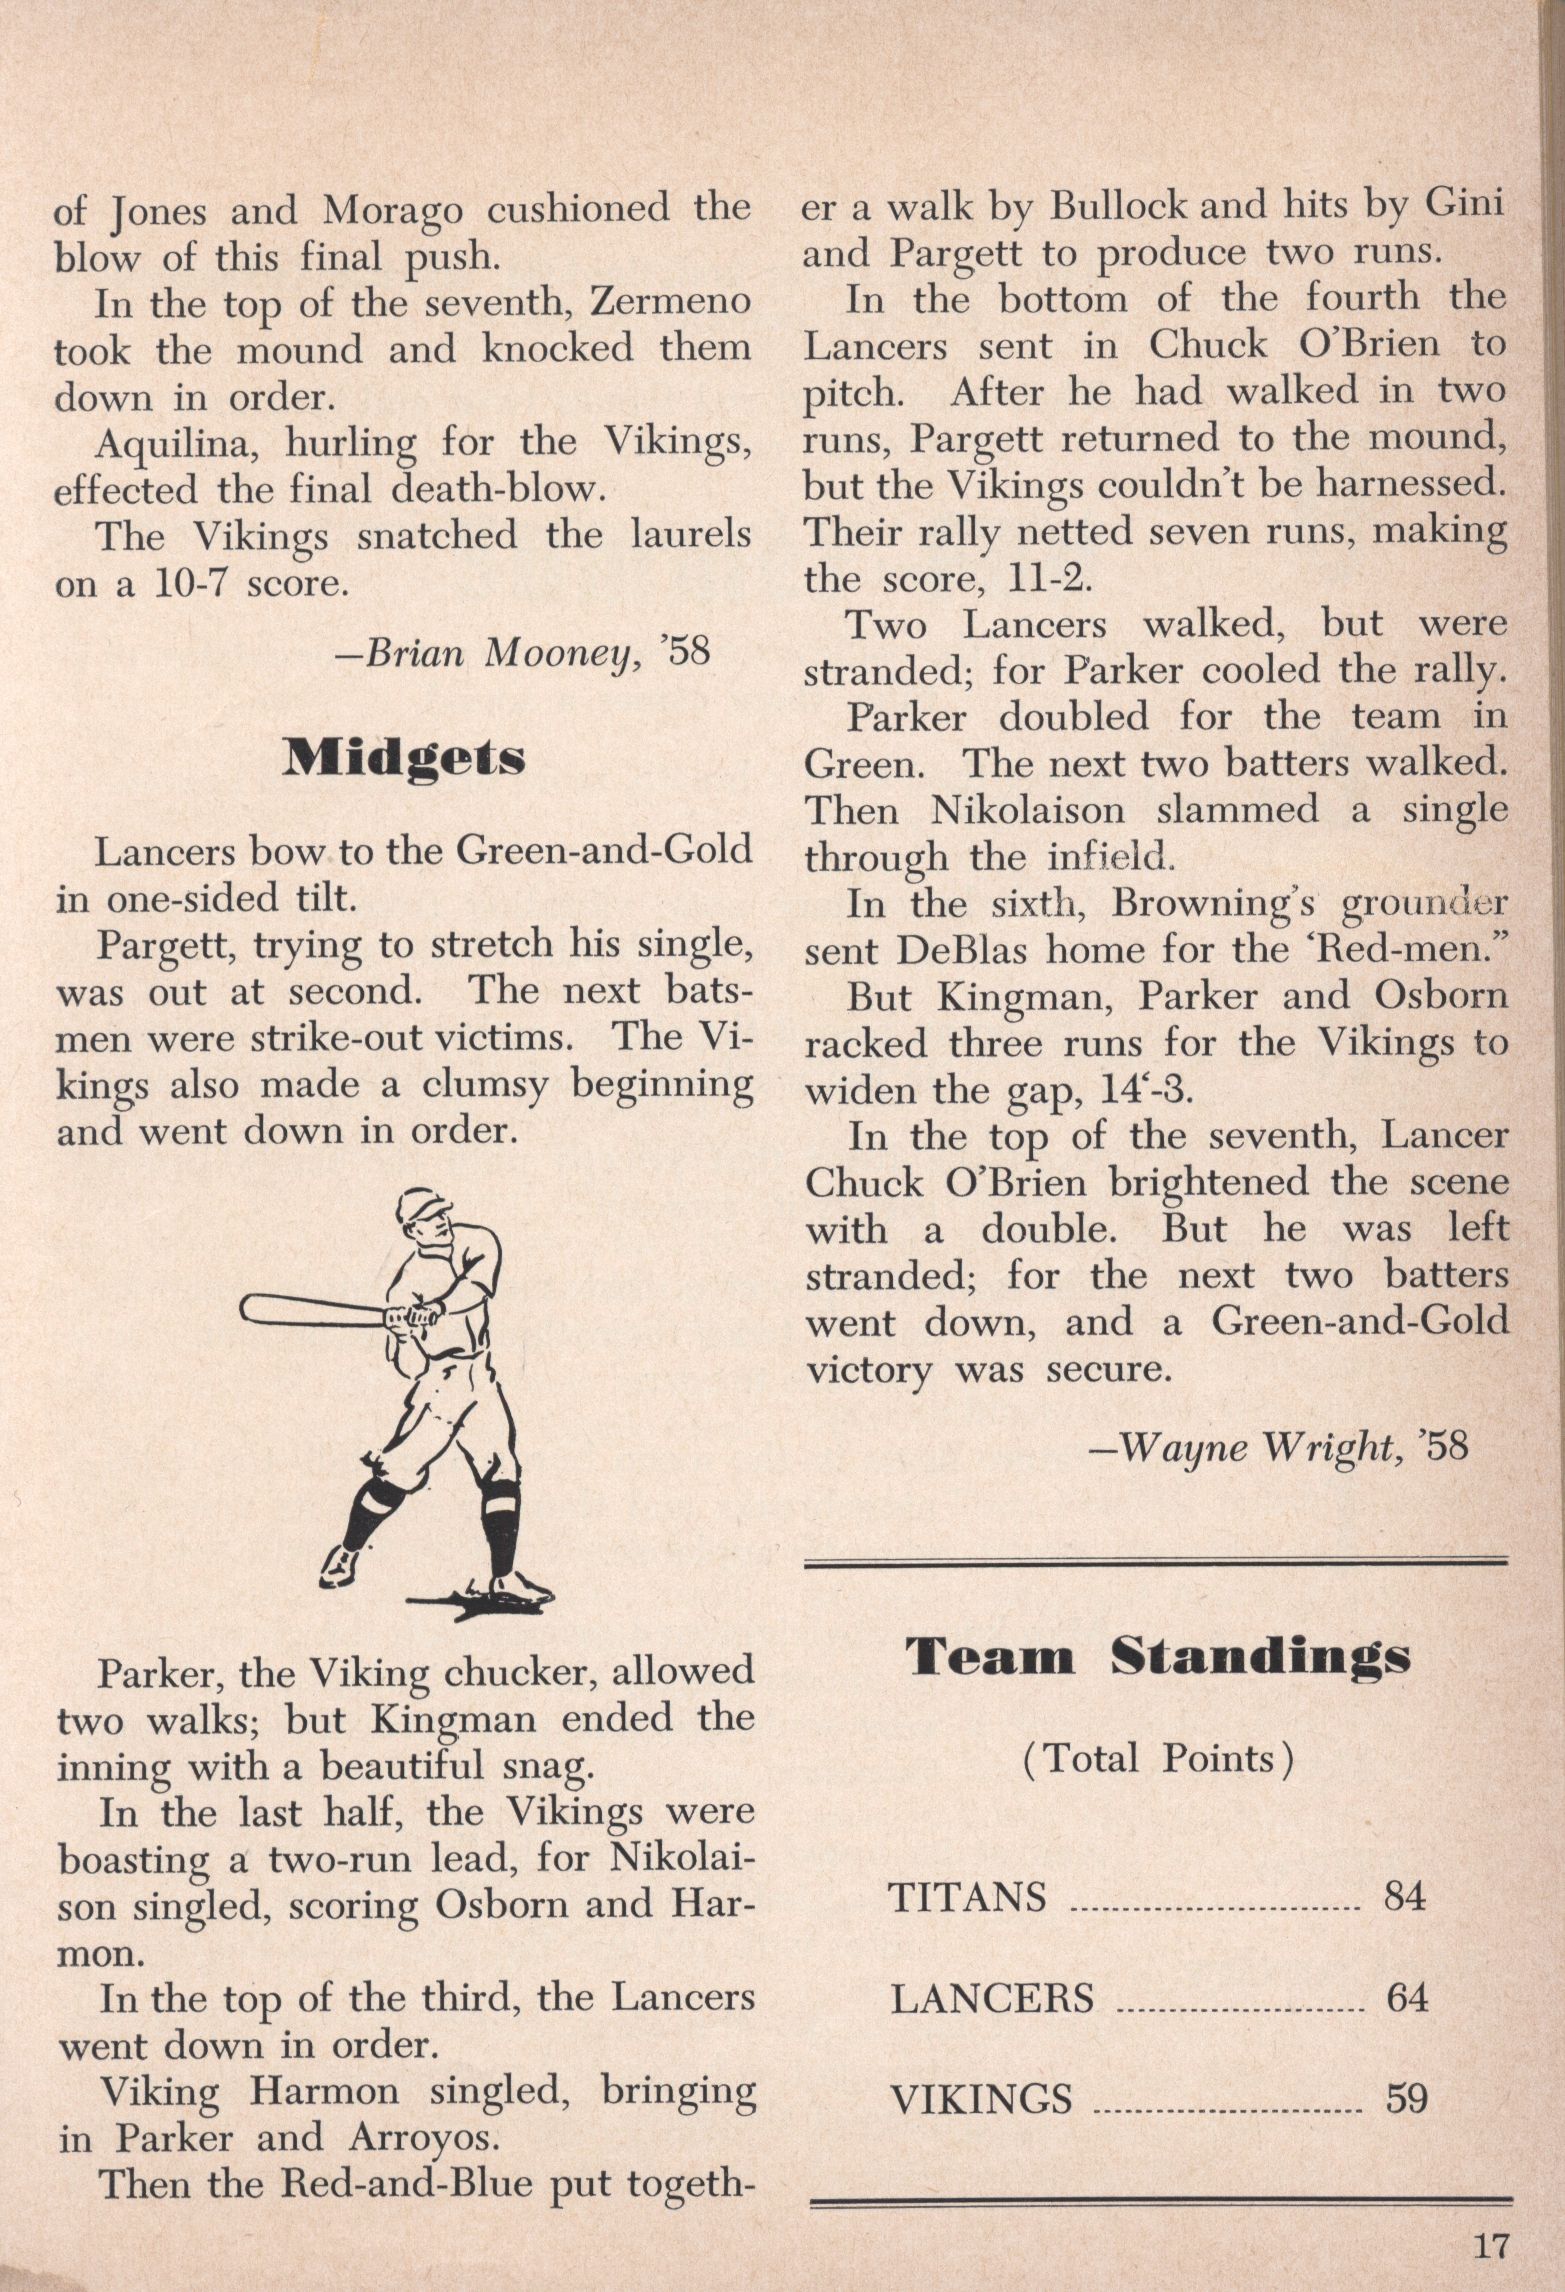 of Jones and Morago cushioned the
blow of this final push.
In the top of the seventh, Zermeno
took the mound and knocked them
down in order.
Aquilina, hurling for the Vikings,
effected the final death-blow.
The Vikings snatched the laurels
on a 10-7 score.
—Brian Mooney, ’58
Midgets
Lancers bow to the Green-and-Gold
in one-sided tilt.
Pargett, trying to stretch his single,
was out at second. The next bats-
men were strike-out victims. The Vi-
kings also made a clumsy beginning
and went down in order.
Parker, the Viking chucker, allowed
two walks; but Kingman ended the
inning with a beautiful snag.
In the last half, the Vikings were
boasting a two-run lead, for Nikolai-
son singled, scoring Osborn and Har-
mon.
In the top of the third, the Lancers
went down in order.
Viking Harmon singled, bringing
in Parker and Arroyos.
Then the Red-and-Blue put togeth-
er a walk by Bullock and hits by Gini
and Pargett to produce two runs.
In the bottom of the fourth the
Lancers sent in Chuck O’Brien to
pitch. After he had walked in two
runs, Pargett returned to the mound,
but the Vikings couldn’t be harnessed.
Their rally netted seven runs, making
the score, 11-2.
Two Lancers walked, but were
stranded; for Parker cooled the rally.
Parker doubled for the team in
Green. The next two batters walked.
Then Nikolaison slammed a single
through the infield.
In the sixth, Browning’s grounder
sent DeBlas home for the ‘Red-men.”
But Kingman, Parker and Osborn
racked three runs for the Vikings to
widen the gap, 14‘-3.
In the top of the seventh, Lancer
Chuck O’Brien brightened the scene
with a double. But he was left
stranded; for the next two batters
went down, and a Green-and-Gold
victory was secure.
—Wayne Wright, ’58
Team Standings
(Total Points)
TITANS ............................ 84
LANCERS ........................ 64
VIKINGS .......................... 59
17